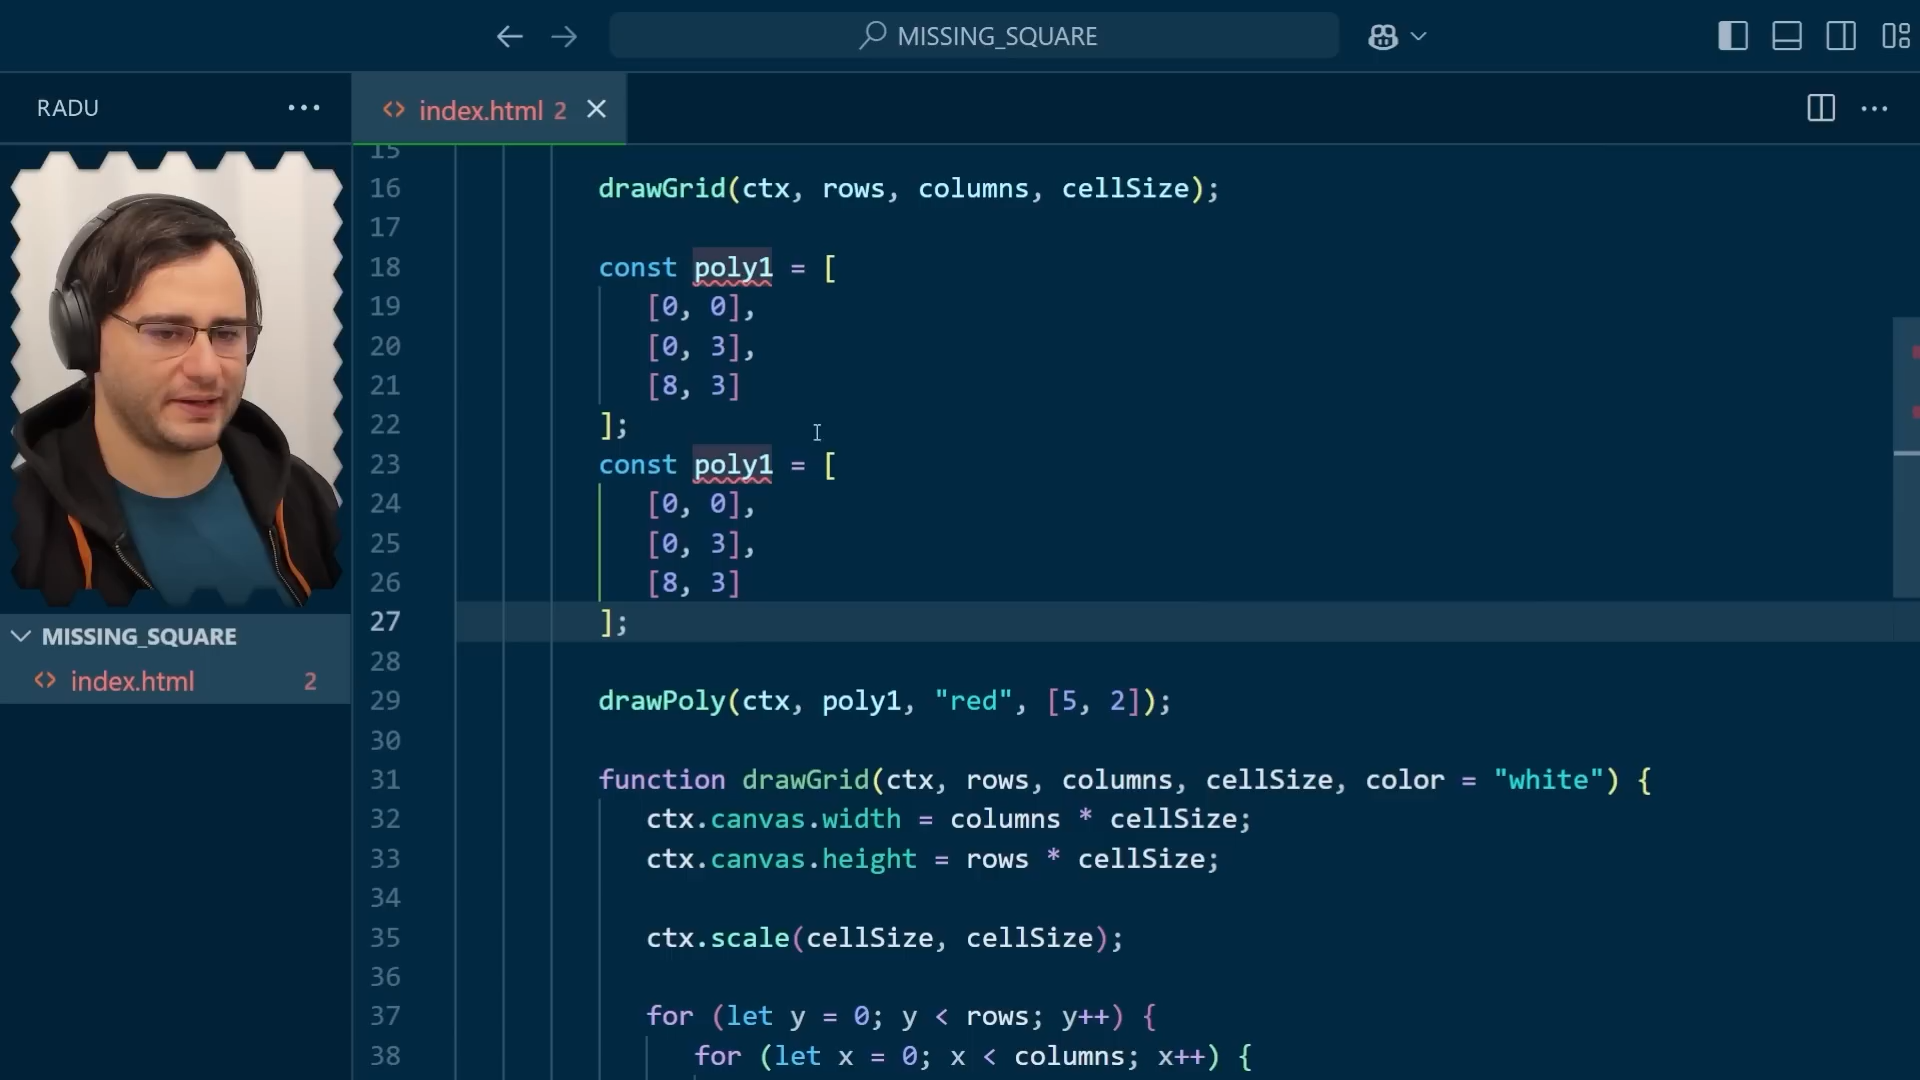 MISSING_SQUARE
RADU
index.html 2
15
16 drawGrid(ctx, rows, columns, cellSize);
17
18 const poly1 = [
19 [0, 0],
20 [0, 3],
21 [8, 3]
22 ];
23 const poly1 = [
24 [0, 0],
25 [0, 3],
26 [8, 3]
27 ];
28
29 drawPoly(ctx, poly1, "red", [5, 2]);
30
31 function drawGrid(ctx, rows, columns, cellSize, color = "white") {
32 ctx.canvas.width = columns * cellSize;
33 ctx.canvas.height = rows * cellSize;
34
35 ctx.scale(cellSize, cellSize);
36
37 for (let y = 0; y < rows; y++) {
38 for (let x = 0; x < columns; x++) {
MISSING_SQUARE
index.html 2